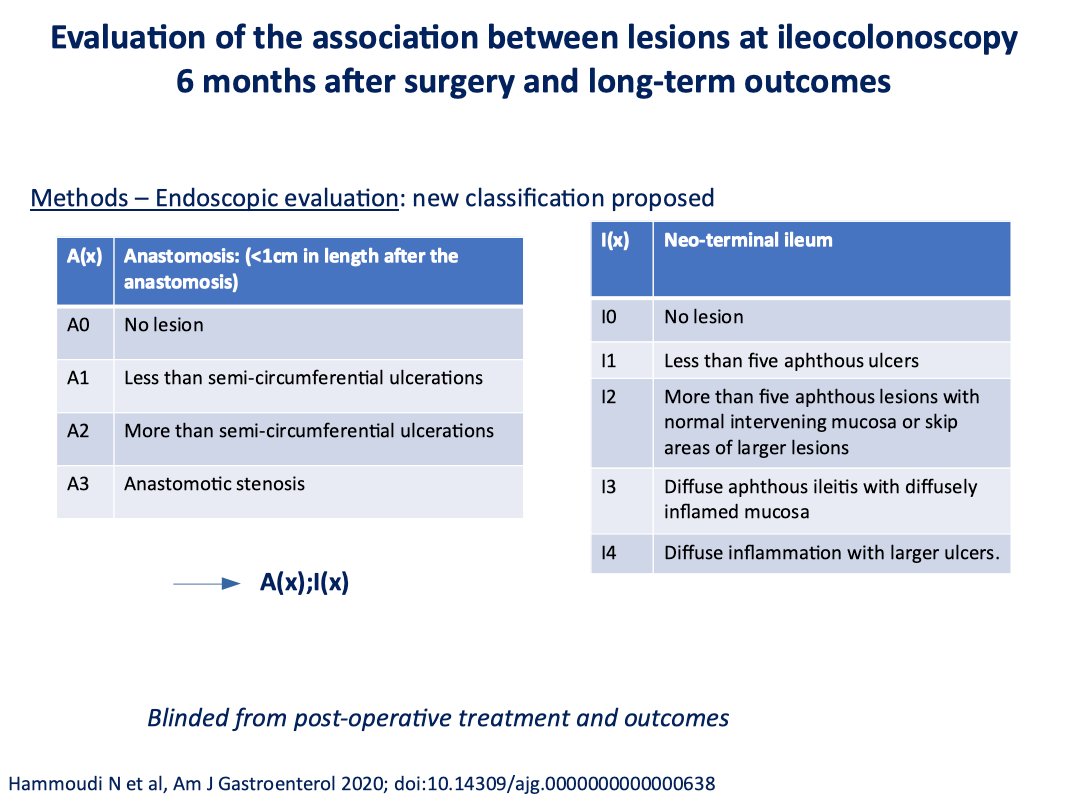 Evaluation of the association between lesions at ileocolonoscopy
6 months after surgery and long-term outcomes
Methods – Endoscopic evaluation: new classification proposed
A(x) Anastomosis: (<1cm in length after the
anastomosis)
A0 No lesion
A1 Less than semi-circumferential ulcerations
A2 More than semi-circumferential ulcerations
A3 Anastomotic stenosis
I(x) Neo-terminal ileum
I0 No lesion
I1 Less than five aphthous ulcers
I2 More than five aphthous lesions with
normal intervening mucosa or skip
areas of larger lesions
I3 Diffuse aphthous ileitis with diffusely
inflamed mucosa
I4 Diffuse inflammation with larger ulcers.
A(x);I(x)
Blinded from post-operative treatment and outcomes
Hammoudi N et al, Am J Gastroenterol 2020; doi:10.14309/ajg.0000000000000638